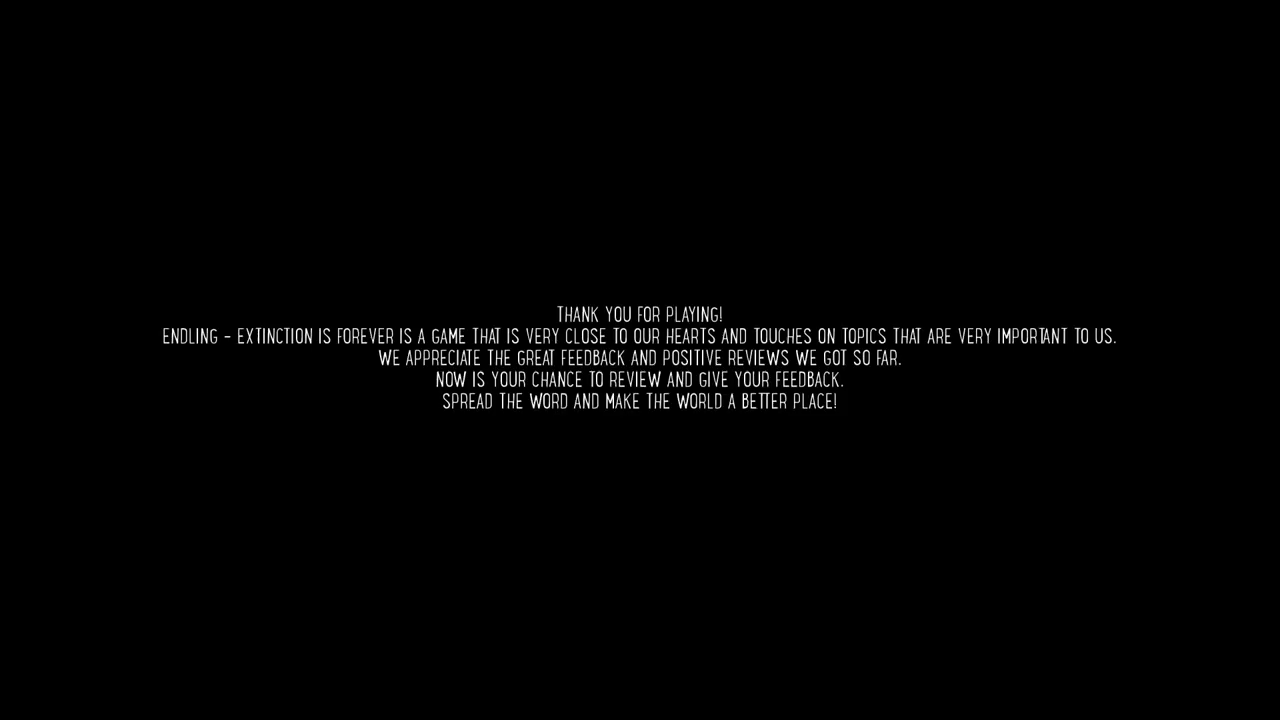 THANK YOU FOR PLAYING!
ENDLING - EXTINCTION IS FOREVER IS A GAME THAT IS VERY CLOSE TO OUR HEARTS AND TOUCHES ON TOPICS THAT ARE VERY IMPORTANT TO US.
WE APPRECIATE THE GREAT FEEDBACK AND POSITIVE REVIEWS WE GOT SO FAR.
NOW IS YOUR CHANCE TO REVIEW AND GIVE YOUR FEEDBACK.
SPREAD THE WORD AND MAKE THE WORLD A BETTER PLACE!